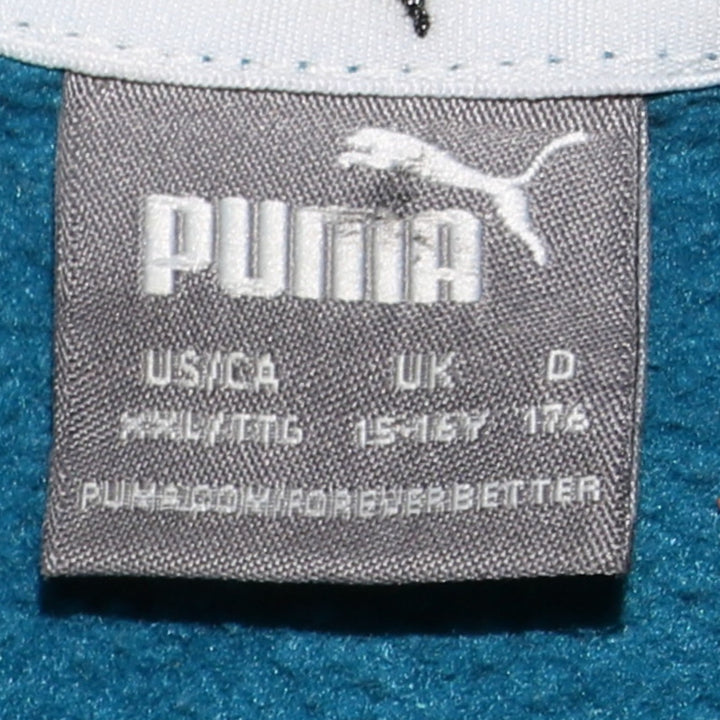 PUMA
US/CA UK D
XXL/TTG 15-16Y 176
PUMA.COM/FOREVERBETTER